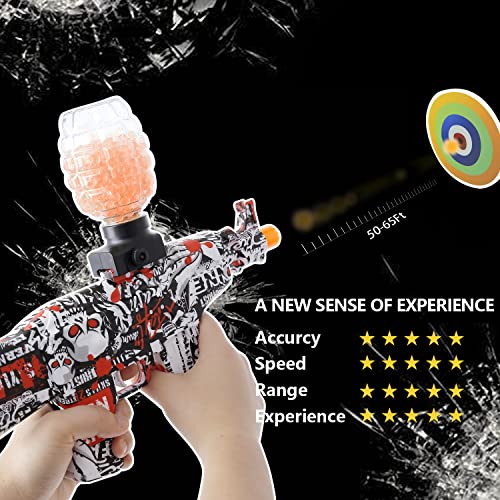 50-65Ft
A NEW SENSE OF EXPERIENCE
Accurcy
Speed
Range
Experience